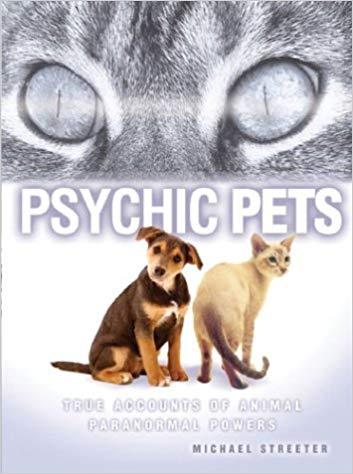 PSYCHIC PETS
TRUE ACCOUNTS OF ANIMAL
PARANORMAL POWERS
MICHAEL STREETER